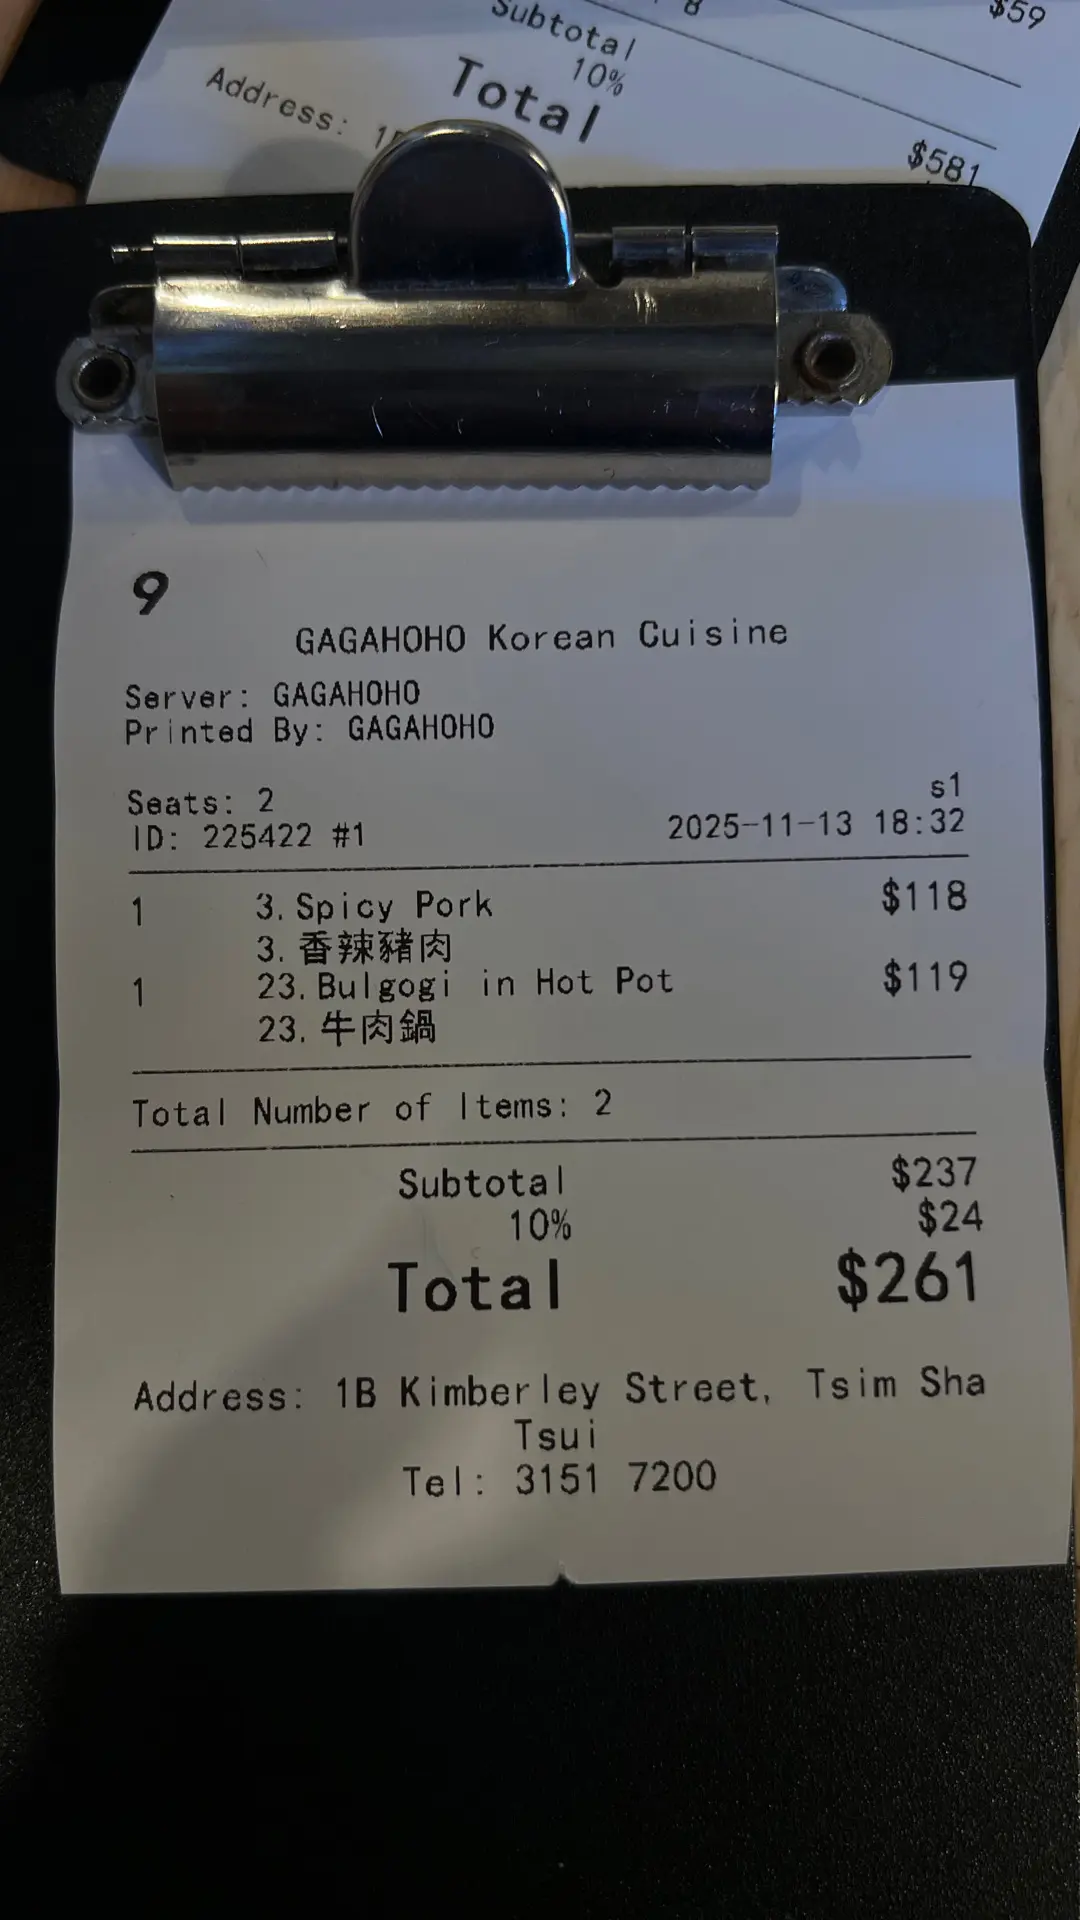 8 $59
Subtotal
10%
Total $581
Address:
9
GAGAHOHO Korean Cuisine
Server: GAGAHOHO
Printed By: GAGAHOHO
s1
Seats: 2
ID: 225422 #1 2025-11-13 18:32
1 3. Spicy Pork $118
3. 香辣豬肉
1 23. Bulgogi in Hot Pot $119
23. 牛肉鍋
Total Number of Items: 2
Subtotal $237
10% $24
Total $261
Address: 1B Kimberley Street, Tsim Sha
Tsui
Tel: 3151 7200